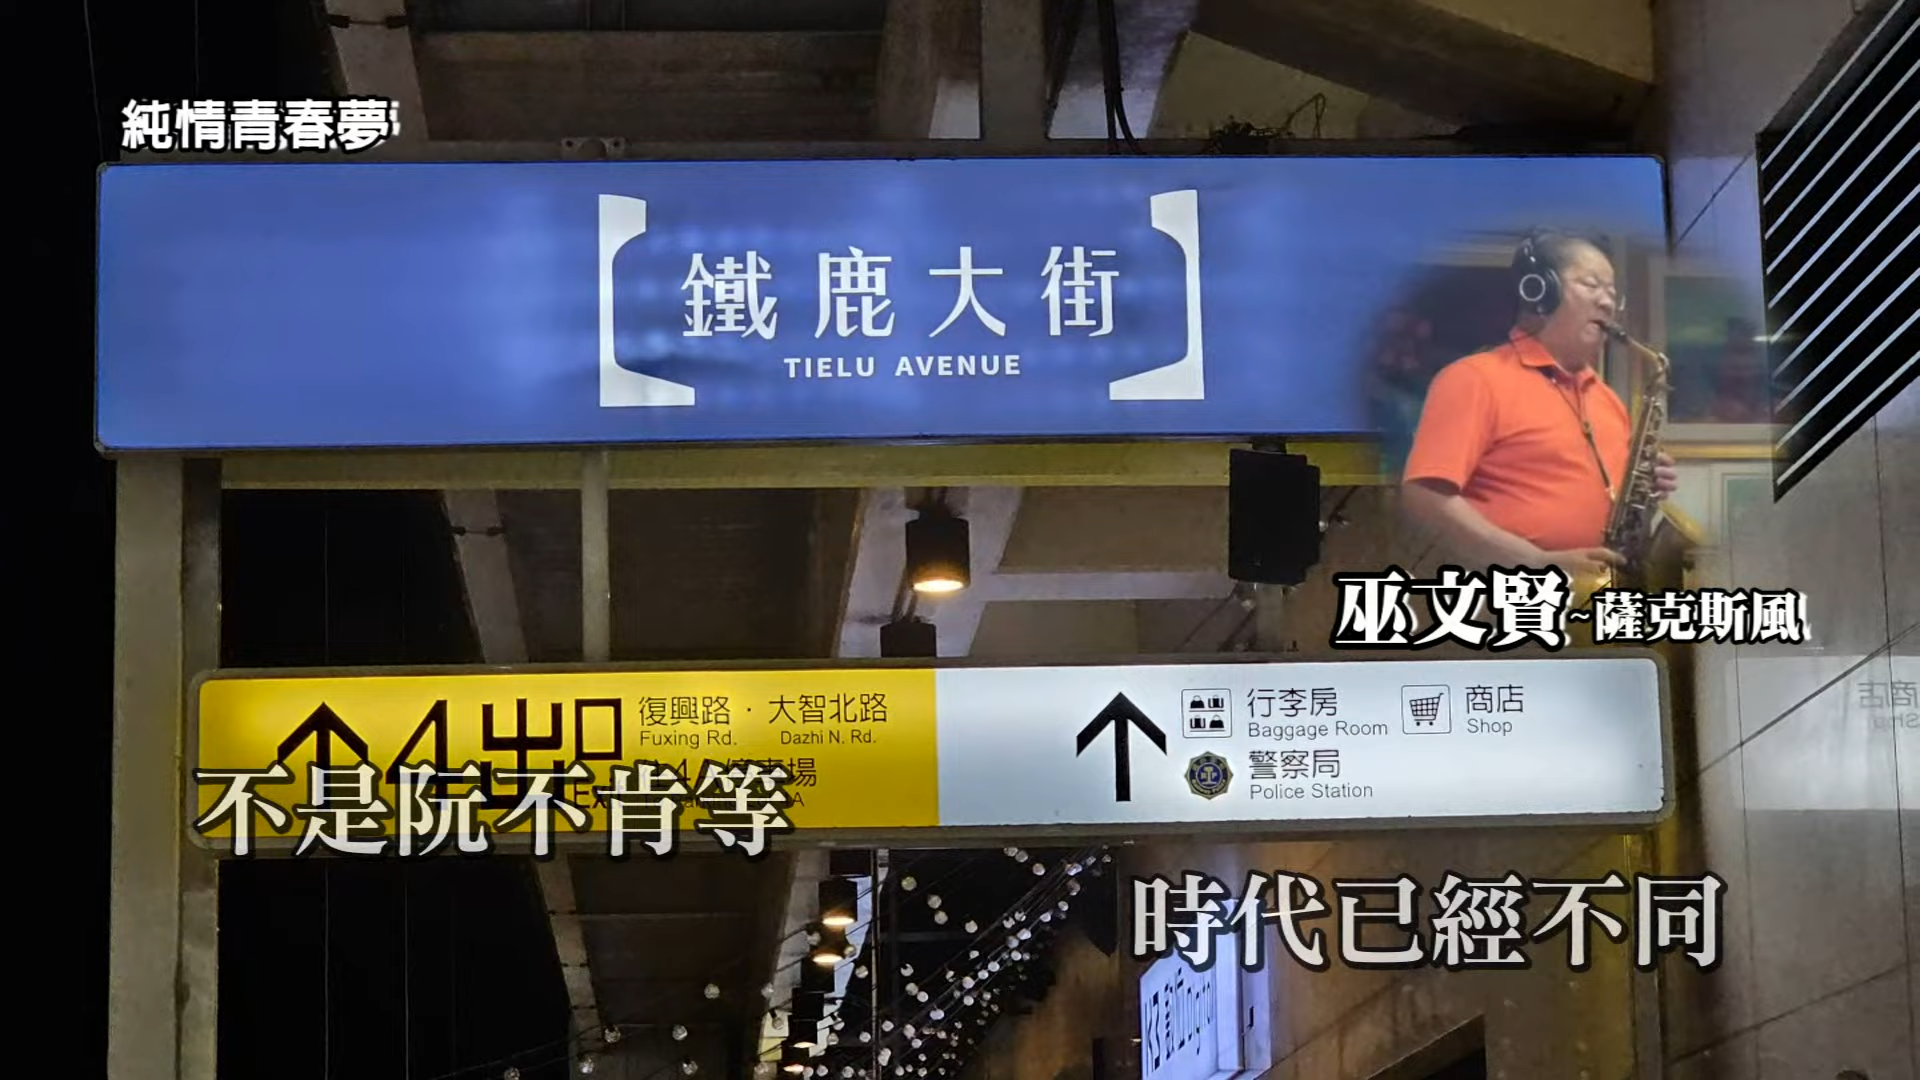 純情青春夢
鐵鹿大街
TIELU AVENUE
巫文賢~薩克斯風
4出口
復興路・大智北路
Fuxing Rd. Dazhi N. Rd.
行李房 商店
Baggage Room Shop
警察局
Police Station
不是阮不肯等
時代已經不同